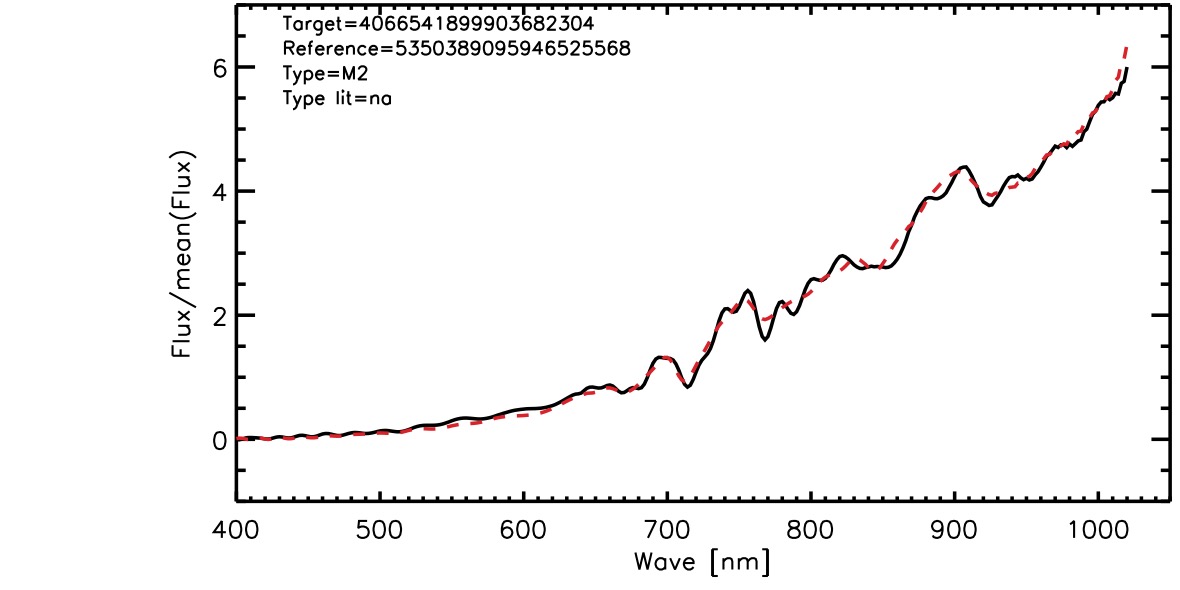 Target=4066541899903682304
Reference=5350389095946525568
Type=M2
Type lit=na
6
4
2
0
Flux/mean(Flux)
400 500 600 700 800 900 1000
Wave [nm]